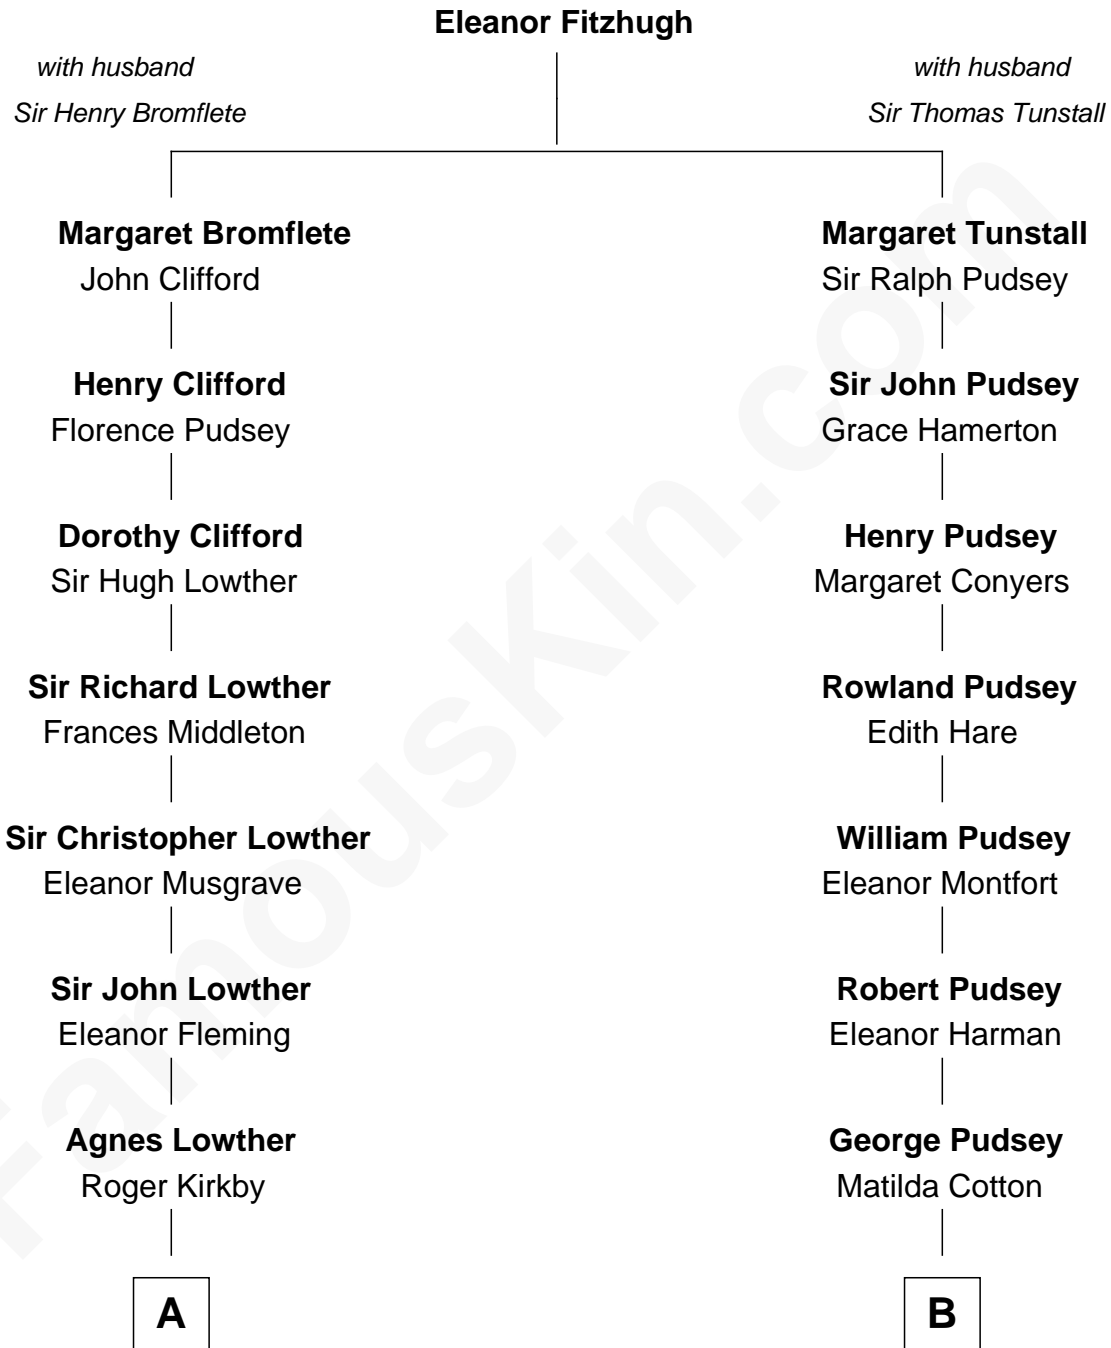 Eleanor Fitzhugh
with husband
Sir Henry Bromflete
with husband
Sir Thomas Tunstall
Margaret Bromflete
John Clifford
Margaret Tunstall
Sir Ralph Pudsey
Henry Clifford
Florence Pudsey
Sir John Pudsey
Grace Hamerton
Dorothy Clifford
Sir Hugh Lowther
Henry Pudsey
Margaret Conyers
Sir Richard Lowther
Frances Middleton
Rowland Pudsey
Edith Hare
Sir Christopher Lowther
Eleanor Musgrave
William Pudsey
Eleanor Montfort
Sir John Lowther
Eleanor Fleming
Robert Pudsey
Eleanor Harman
Agnes Lowther
Roger Kirkby
George Pudsey
Matilda Cotton
A
B
FamousKin.com